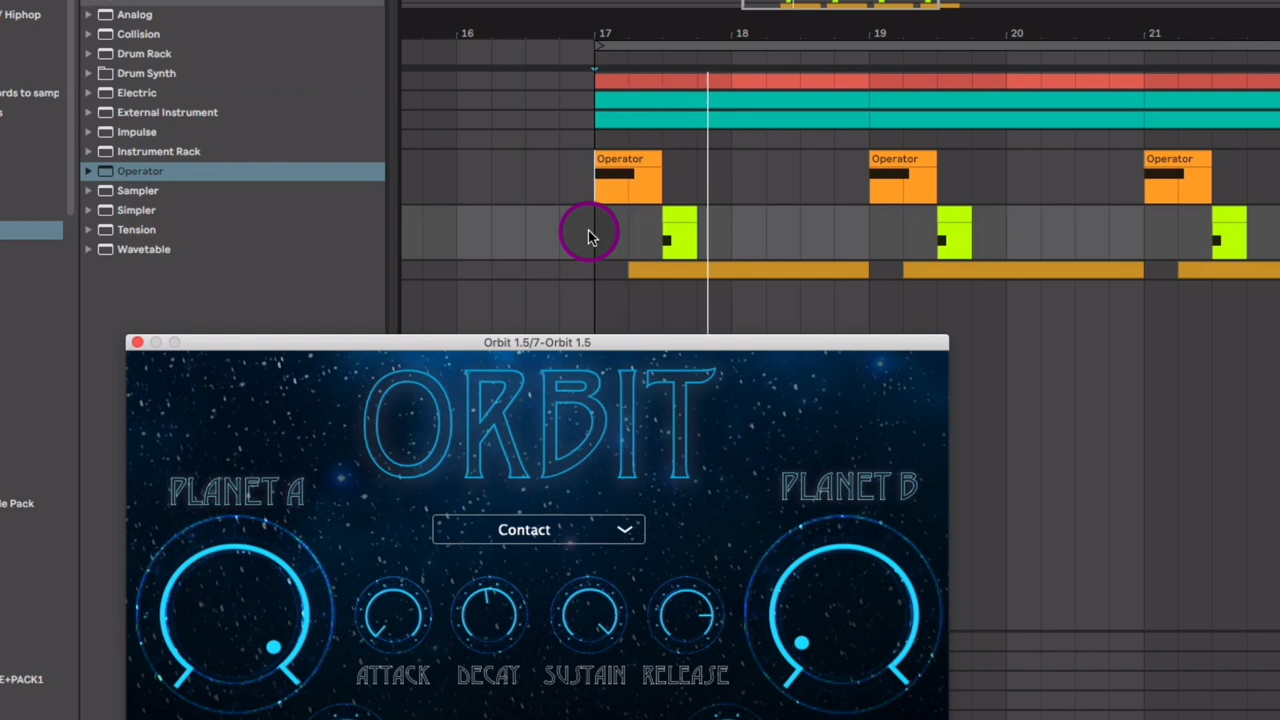 / Hiphop
ords to samp
s
le Pack
E+PACK1
Analog
Collision
Drum Rack
Drum Synth
Electric
External Instrument
Impulse
Instrument Rack
Operator
Sampler
Simpler
Tension
Wavetable
16 17 18 19 20 21
Operator Operator Operator
Orbit 1.5/7-Orbit 1.5
ORBIT
PLANET A
PLANET B
Contact
ATTACK DECAY SUSTAIN RELEASE